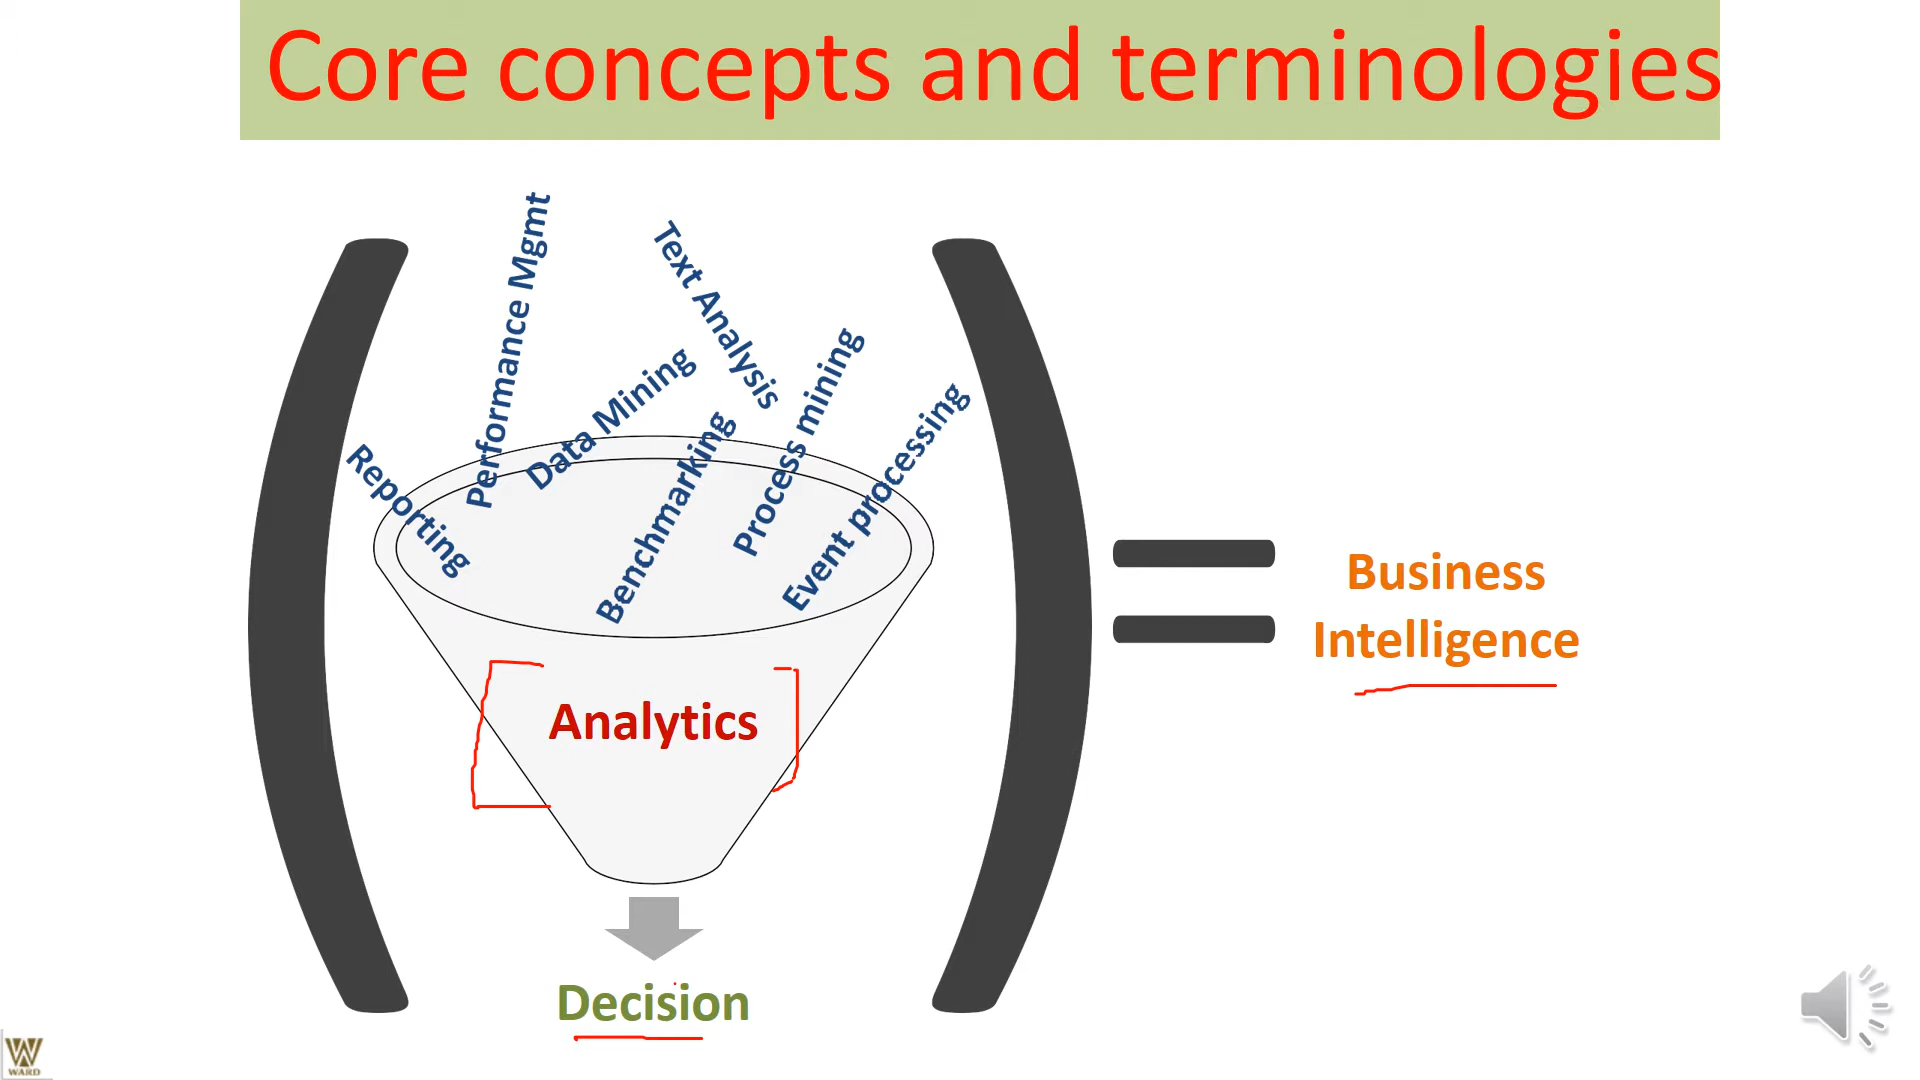 Core concepts and terminologies
Performance Mgmt
Text Analysis
Data Mining
Process mining
Reporting
Benchmarking
Event processing
Analytics
Decision
Business
Intelligence
W
WARD